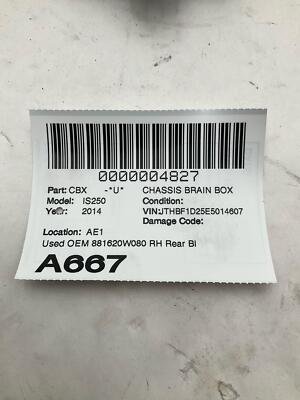 0000004827
Part: CBX -*U* CHASSIS BRAIN BOX
Model: IS250 Condition:
Year: 2014 VIN:JTHBF1D25E5014607
Damage Code:
Location: AE1
Used OEM 881620W080 RH Rear Bl
A667